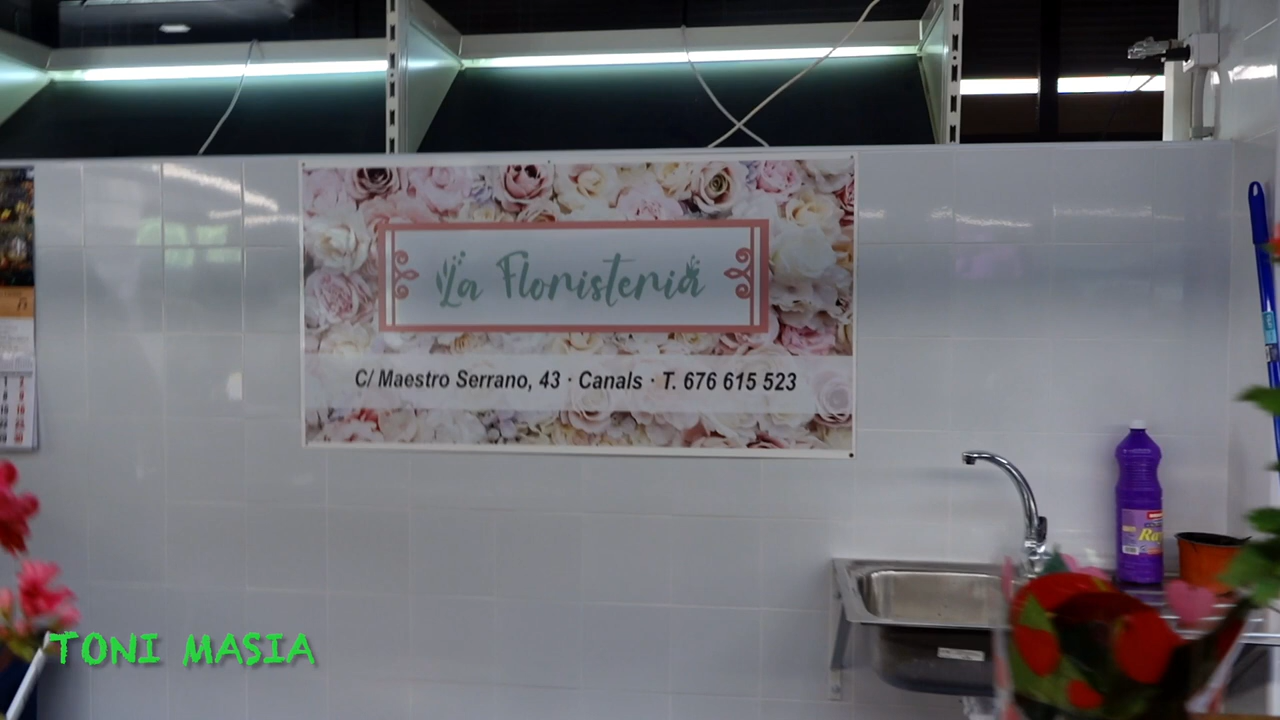 La Floristeria
C/ Maestro Serrano, 43 · Canals · T. 676 615 523
TONI MASIA